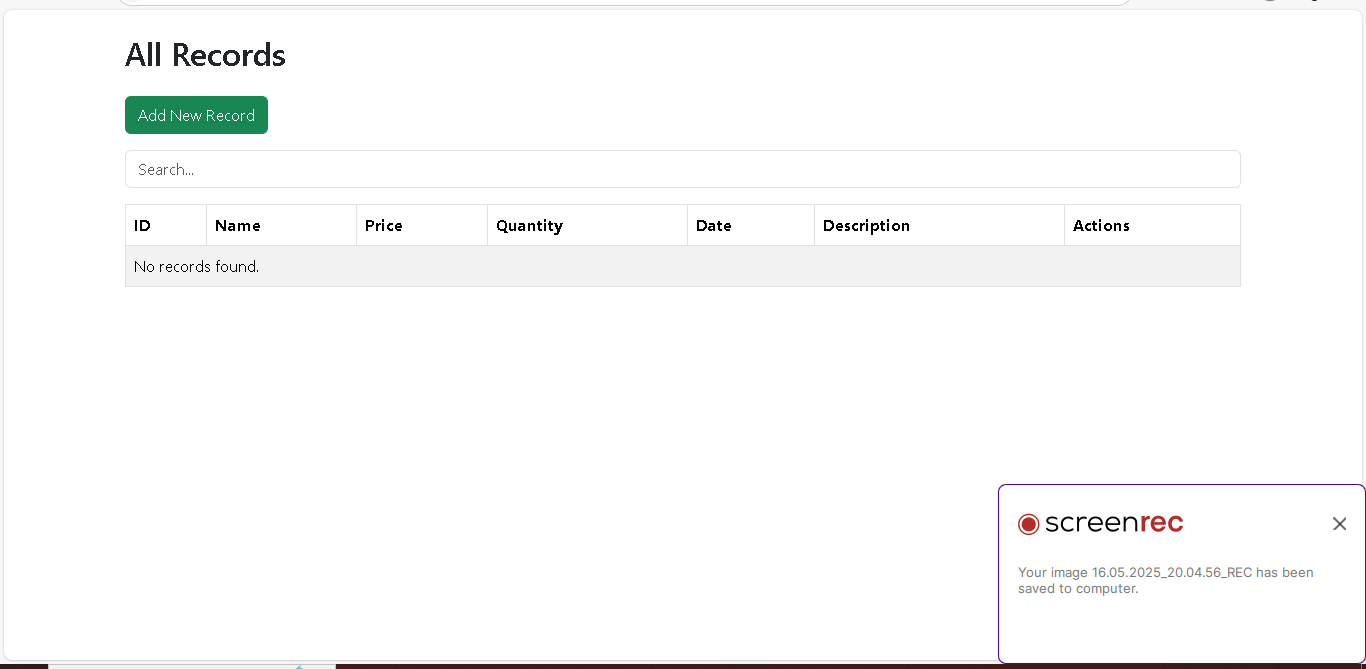 All Records
Add New Record
Search...
ID Name Price Quantity Date Description Actions
No records found.
screenrec
Your image 16.05.2025_20.04.56_REC has been
saved to computer.